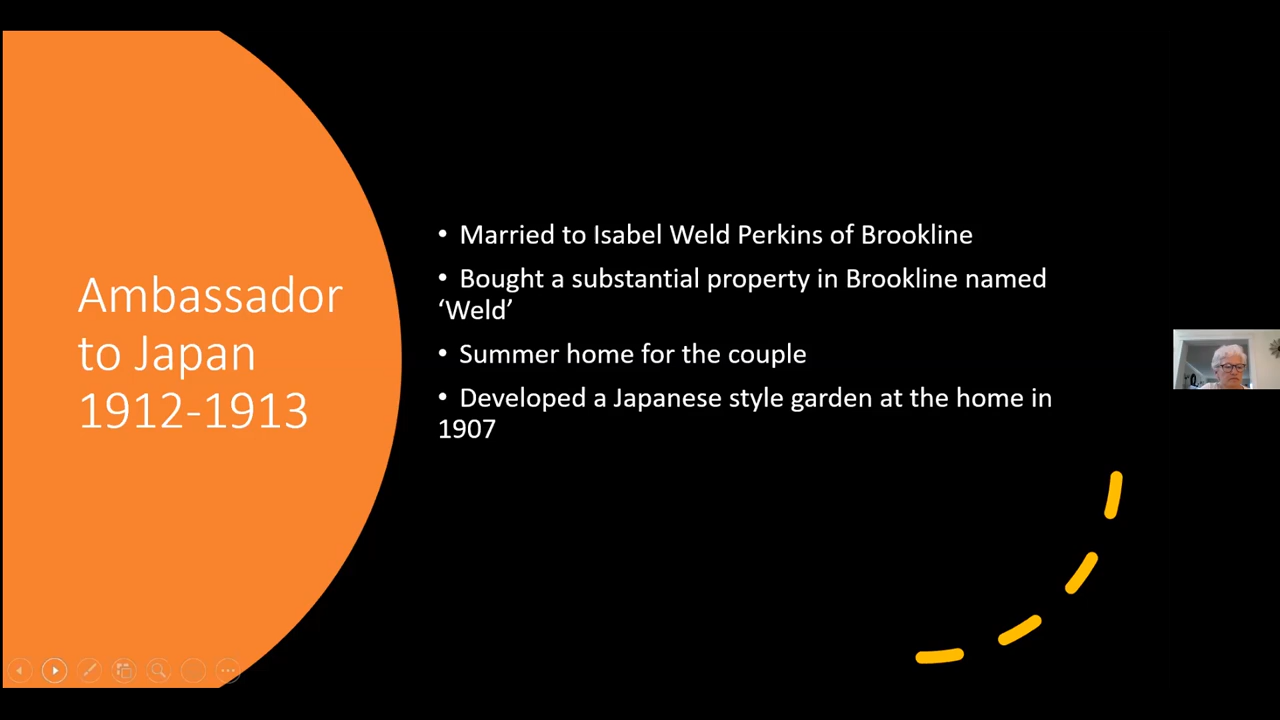 Ambassador
to Japan
1912-1913
• Married to Isabel Weld Perkins of Brookline
• Bought a substantial property in Brookline named
‘Weld’
• Summer home for the couple
• Developed a Japanese style garden at the home in
1907